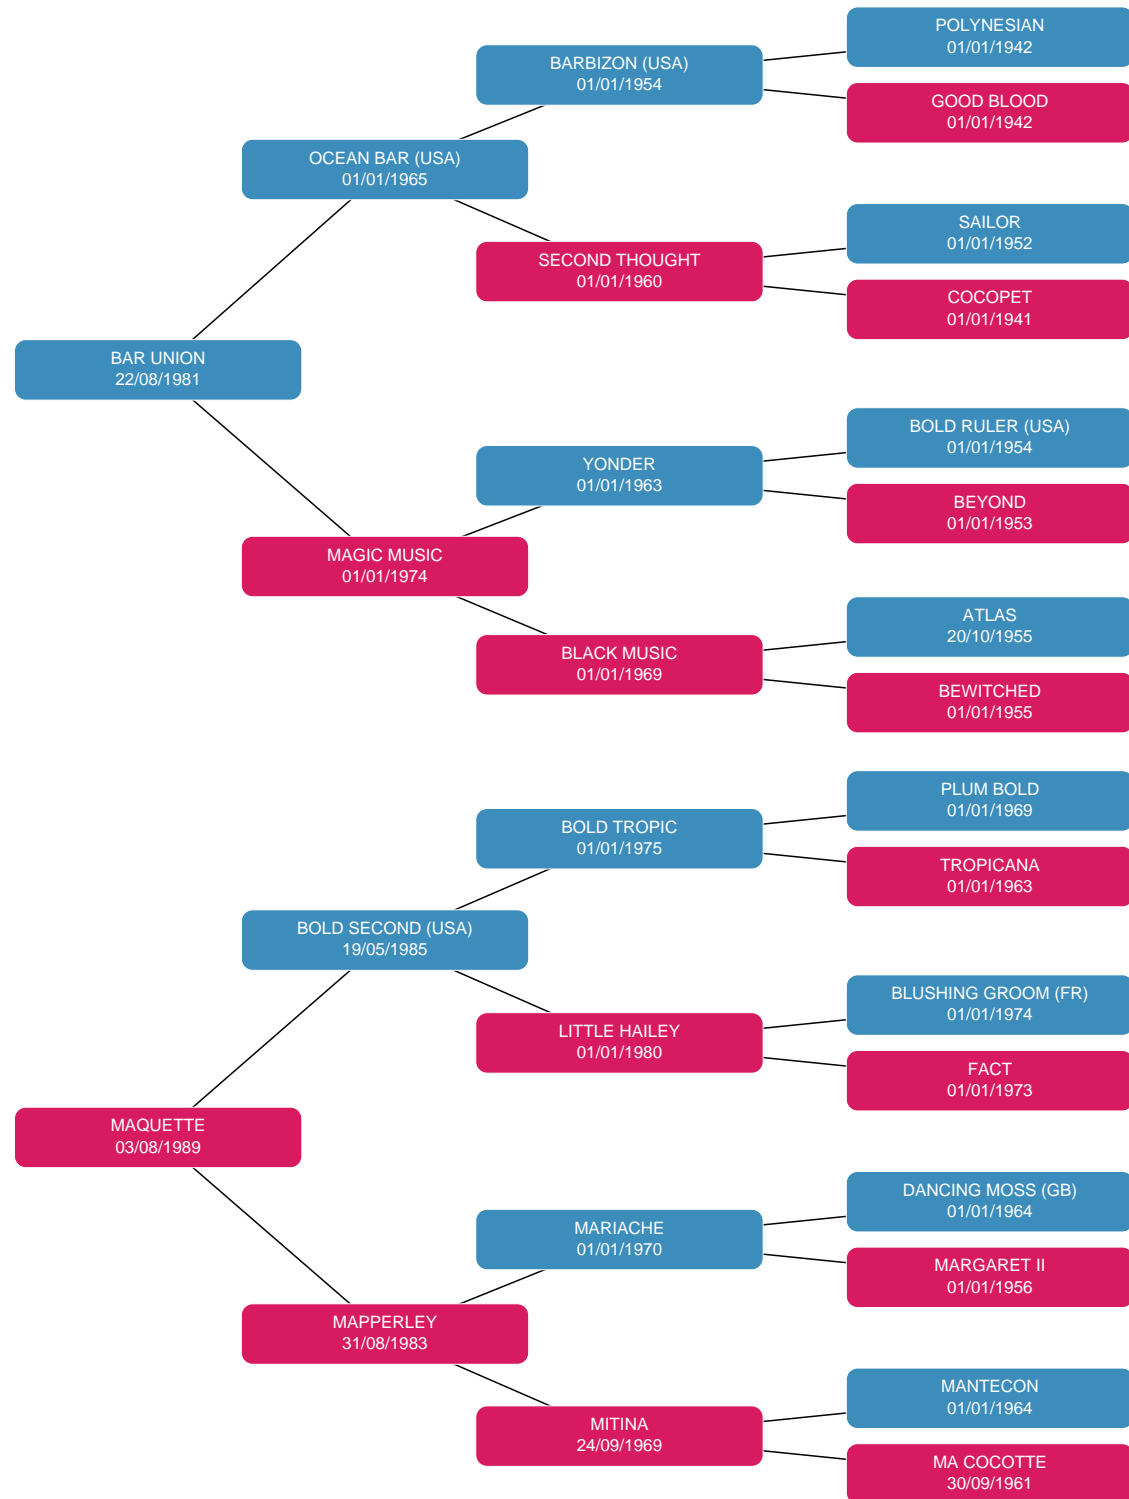 POLYNESIAN
01/01/1942
BARBIZON (USA)
01/01/1954
GOOD BLOOD
01/01/1942
OCEAN BAR (USA)
01/01/1965
SAILOR
01/01/1952
SECOND THOUGHT
01/01/1960
COCOPET
01/01/1941
BAR UNION
22/08/1981
BOLD RULER (USA)
01/01/1954
YONDER
01/01/1963
BEYOND
01/01/1953
MAGIC MUSIC
01/01/1974
ATLAS
20/10/1955
BLACK MUSIC
01/01/1969
BEWITCHED
01/01/1955
PLUM BOLD
01/01/1969
BOLD TROPIC
01/01/1975
TROPICANA
01/01/1963
BOLD SECOND (USA)
19/05/1985
BLUSHING GROOM (FR)
01/01/1974
LITTLE HAILEY
01/01/1980
FACT
01/01/1973
MAQUETTE
03/08/1989
DANCING MOSS (GB)
01/01/1964
MARIACHE
01/01/1970
MARGARET II
01/01/1956
MAPPERLEY
31/08/1983
MANTECON
01/01/1964
MITINA
24/09/1969
MA COCOTTE
30/09/1961